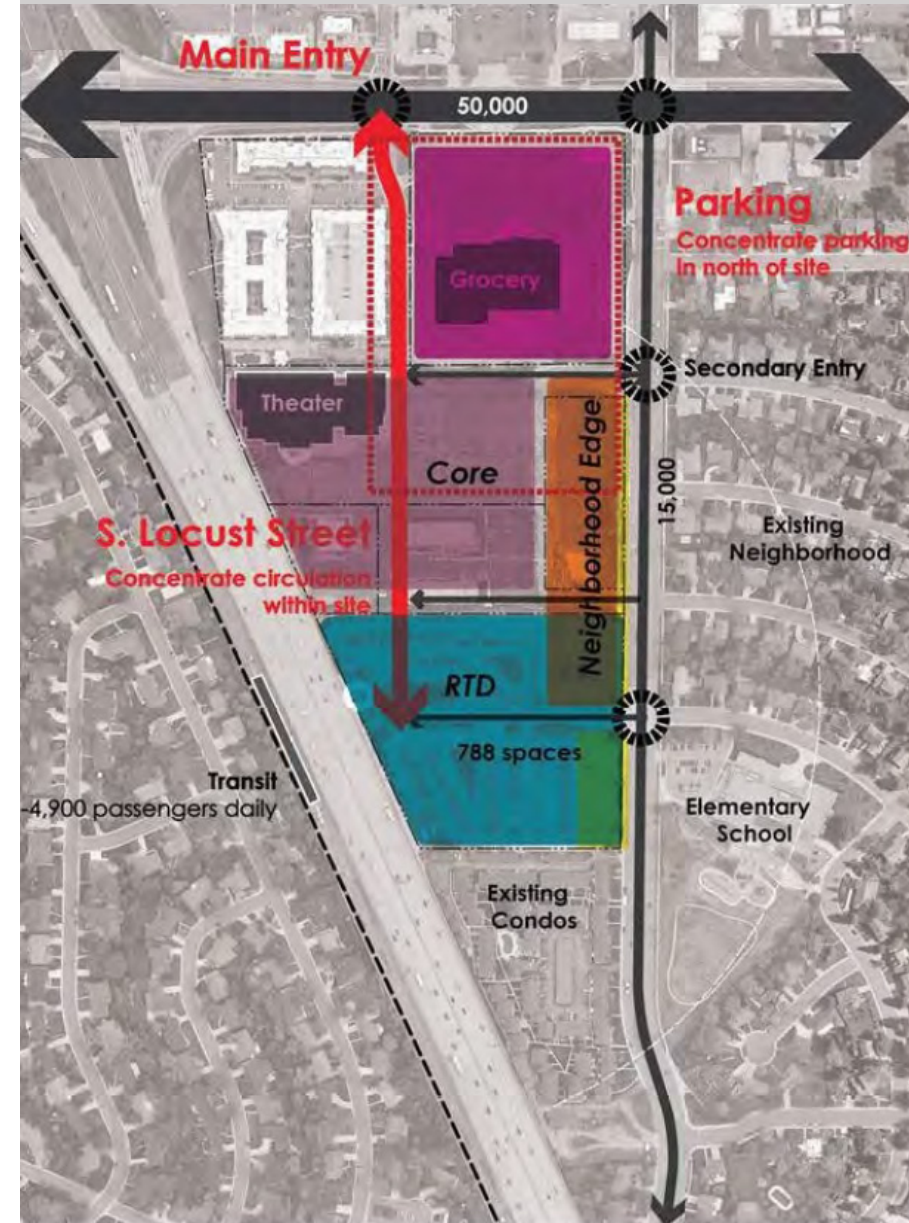 Main Entry
50,000
Parking
Concentrate parking
in north of site
Grocery
Secondary Entry
Theater
Core
Neighborhood Edge
15,000
Existing
Neighborhood
S. Locust Street
Concentrate circulation
within site
RTD
788 spaces
Transit
~4,900 passengers daily
Elementary
School
Existing
Condos